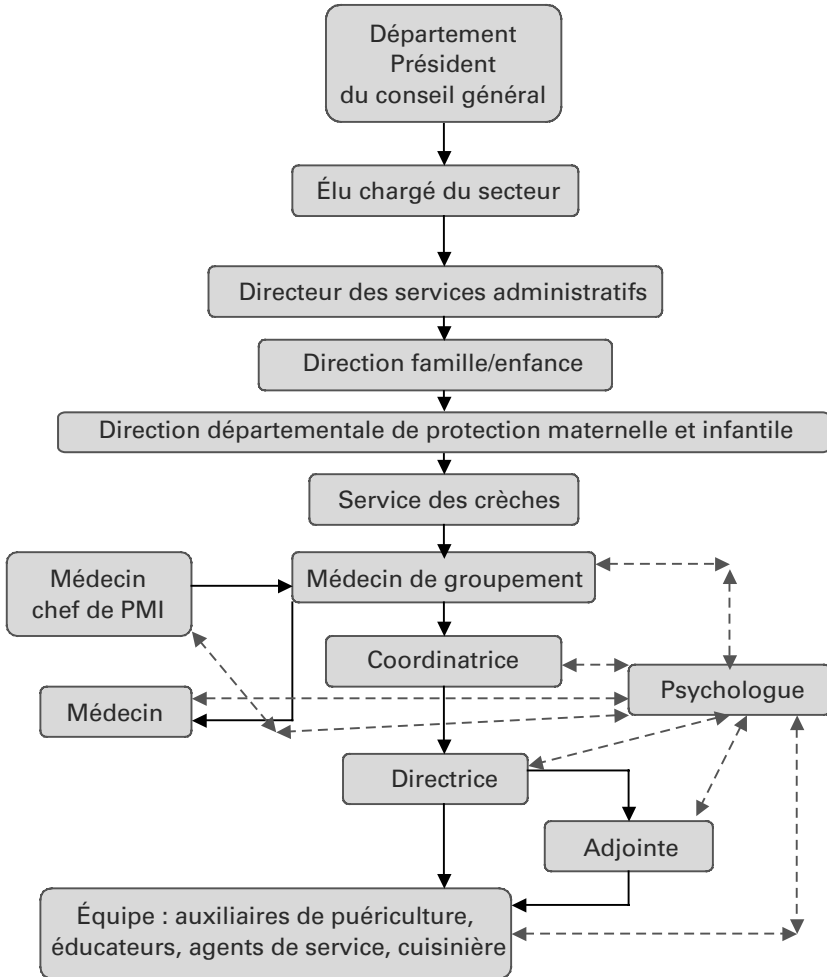 Département
Président
du conseil général
Élu chargé du secteur
Directeur des services administratifs
Direction famille/enfance
Direction départementale de protection maternelle et infantile
Service des crèches
Médecin
chef de PMI
Médecin de groupement
Coordinatrice
Psychologue
Médecin
Directrice
Adjointe
Équipe : auxiliaires de puériculture,
éducateurs, agents de service, cuisinière